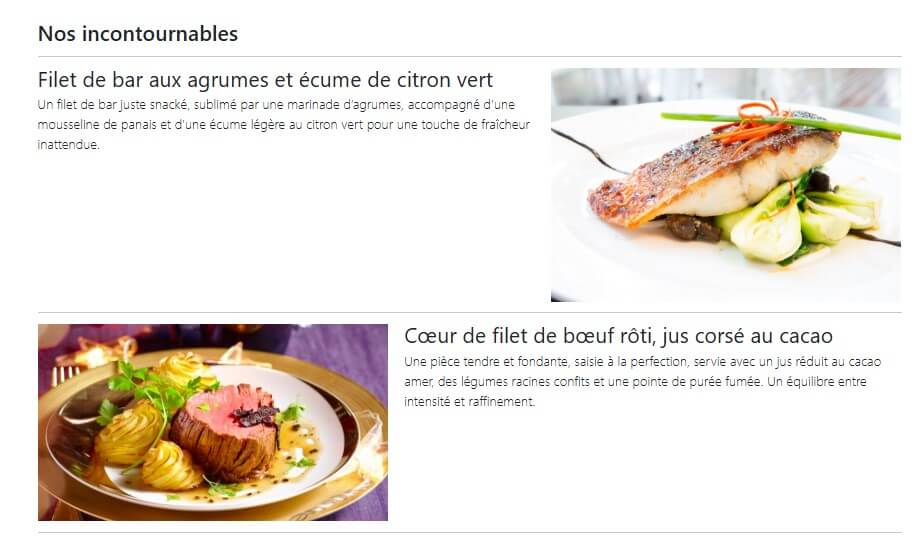 Nos incontournables
Filet de bar aux agrumes et écume de citron vert
Un filet de bar juste snacké, sublimé par une marinade d'agrumes, accompagné d'une
mousseline de panais et d'une écume légère au citron vert pour une touche de fraîcheur
inattendue.
Cœur de filet de bœuf rôti, jus corsé au cacao
Une pièce tendre et fondante, saisie à la perfection, servie avec un jus réduit au cacao
amer, des légumes racines confits et une pointe de purée fumée. Un équilibre entre
intensité et raffinement.